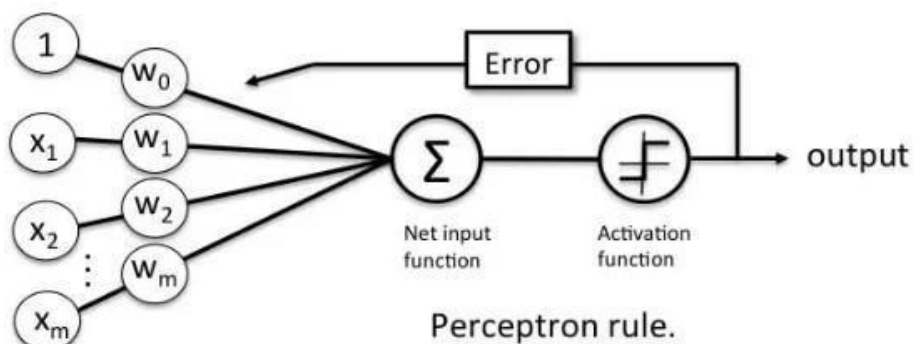 1
w0
Error
x1
w1
Σ
output
x2
w2
⋮
wm
xm
Net input
function
Activation
function
Perceptron rule.